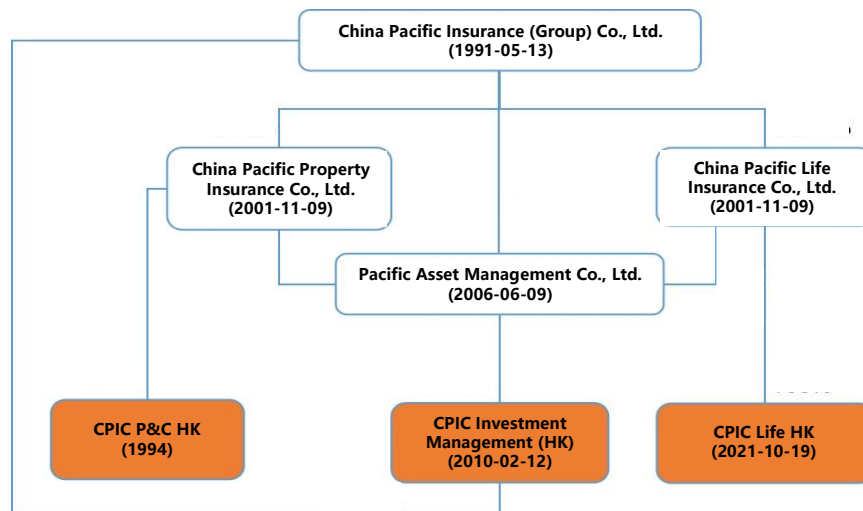 China Pacific Insurance (Group) Co., Ltd.
(1991-05-13)
China Pacific Property
Insurance Co., Ltd.
(2001-11-09)
China Pacific Life
Insurance Co., Ltd.
(2001-11-09)
Pacific Asset Management Co., Ltd.
(2006-06-09)
CPIC P&C HK
(1994)
CPIC Investment
Management (HK)
(2010-02-12)
CPIC Life HK
(2021-10-19)